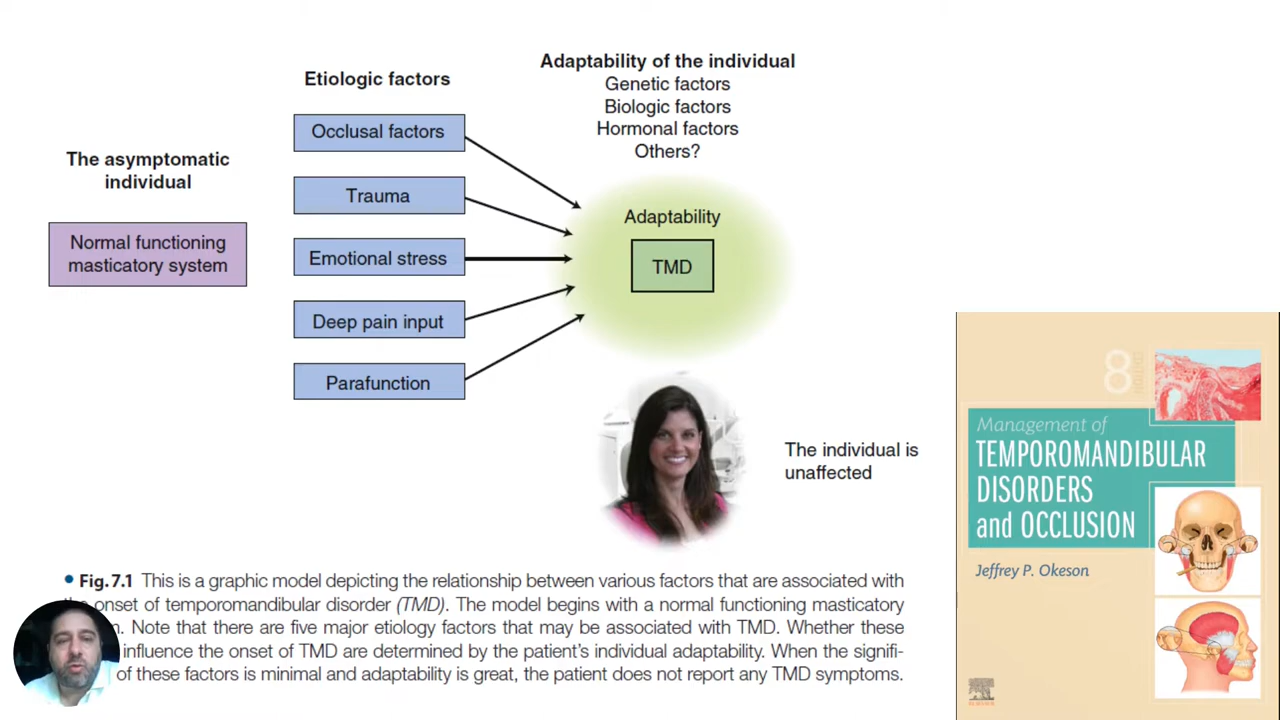 Adaptability of the individual
Genetic factors
Biologic factors
Hormonal factors
Others?
Etiologic factors
Occlusal factors
Trauma
Emotional stress
Deep pain input
Parafunction
The asymptomatic
individual
Normal functioning
masticatory system
Adaptability
TMD
The individual is
unaffected
• Fig. 7.1 This is a graphic model depicting the relationship between various factors that are associated with
onset of temporomandibular disorder (TMD). The model begins with a normal functioning masticatory
Note that there are five major etiology factors that may be associated with TMD. Whether these
influence the onset of TMD are determined by the patient's individual adaptability. When the signifi-
of these factors is minimal and adaptability is great, the patient does not report any TMD symptoms.
8
EDITION
Management of
TEMPOROMANDIBULAR
DISORDERS
and OCCLUSION
Jeffrey P. Okeson
ELSEVIER